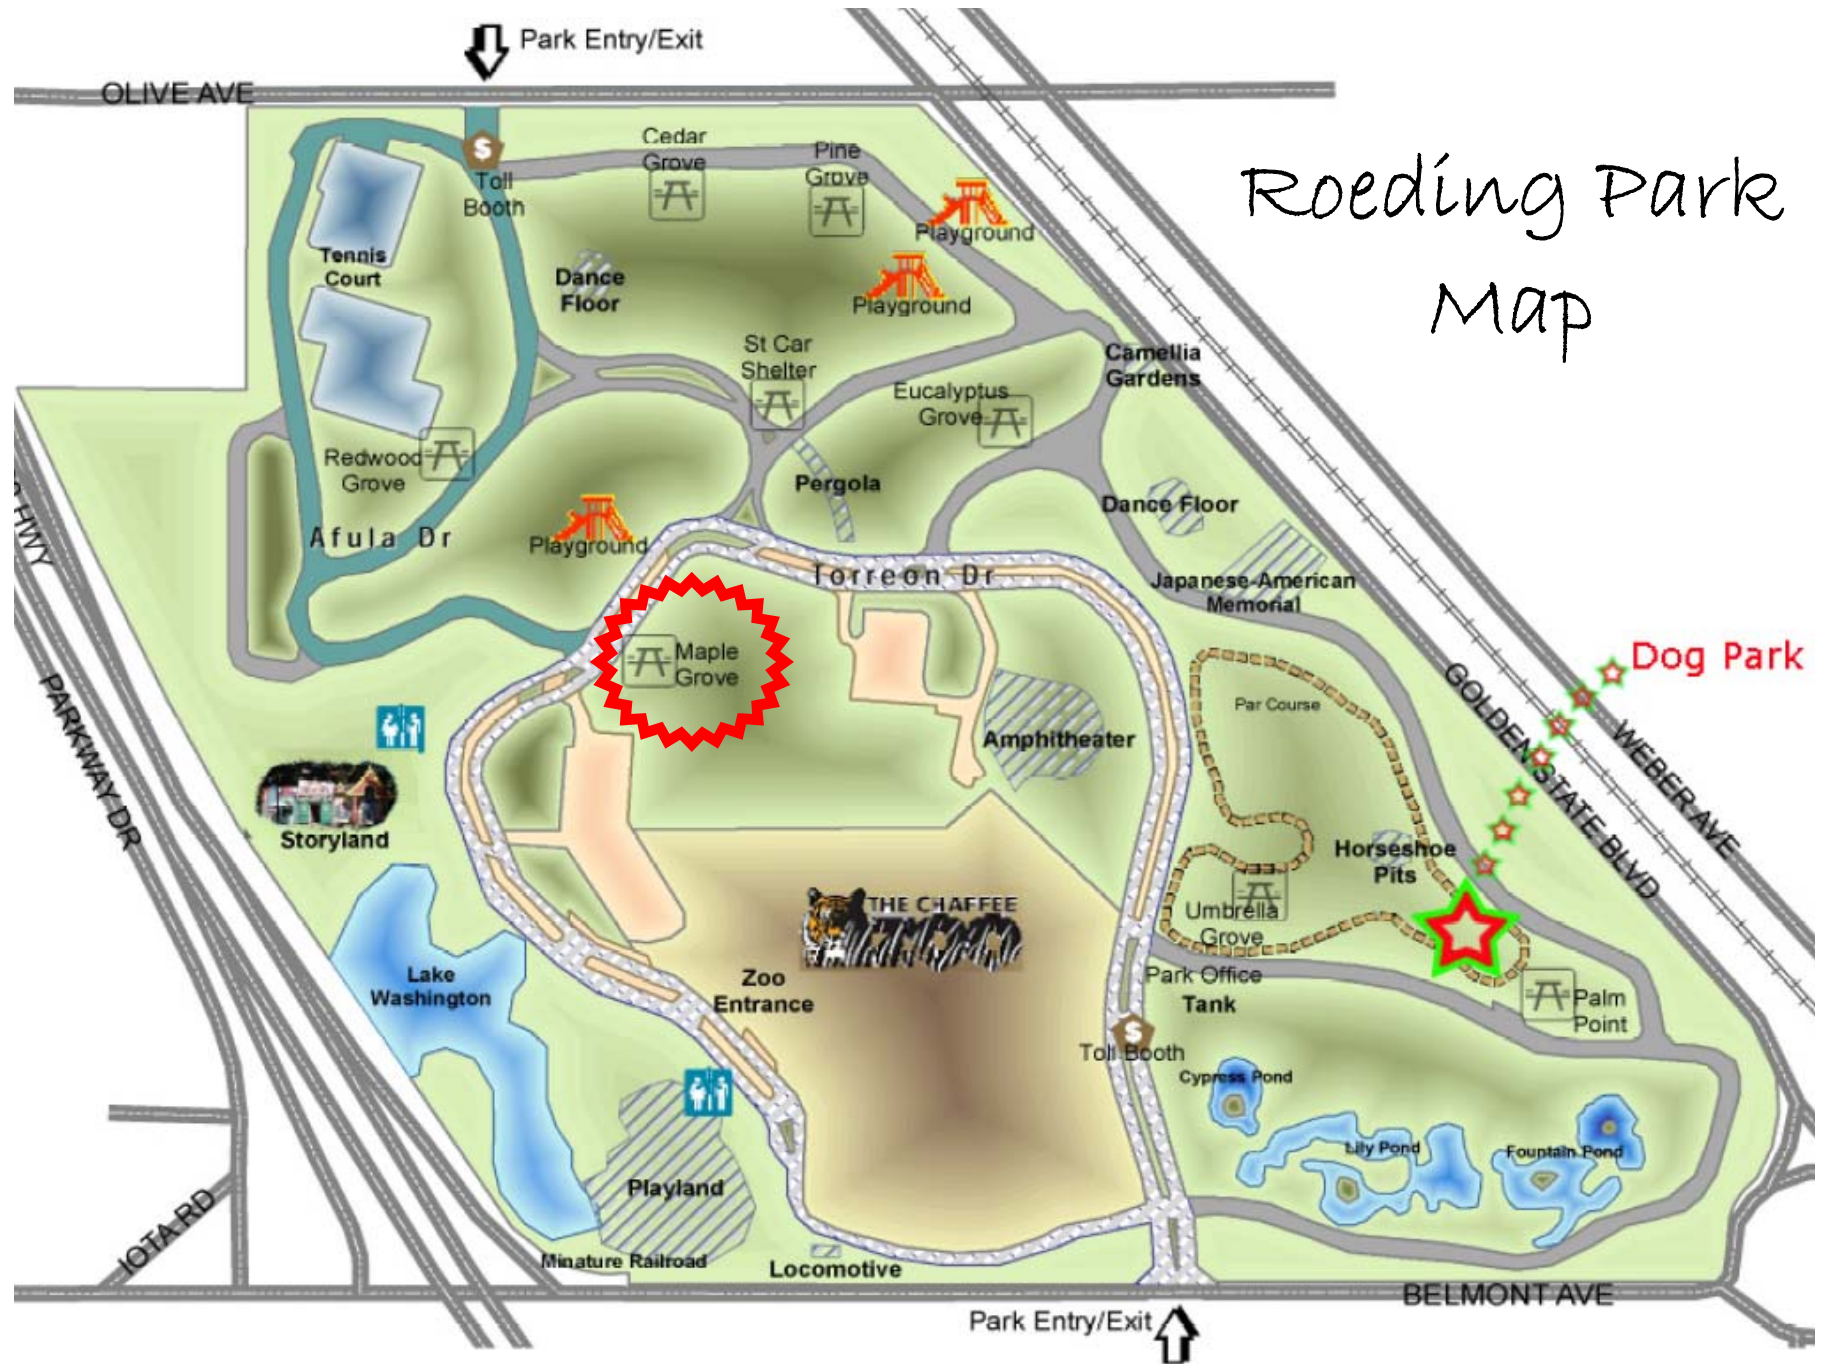 Park Entry/Exit
OLIVE AVE
Roeding Park
Map
Cedar
Grove
Pine
Grove
S
Toll
Booth
Playground
Tennis
Court
Dance
Floor
Playground
St Car
Shelter
Camellia
Gardens
Eucalyptus
Grove
Redwood
Grove
Pergola
Dance Floor
HWY
Afula Dr
Playground
Torreon Dr
Japanese-American
Memorial
Maple
Grove
Dog Park
GOLDEN STATE BLVD
WEBER AVE
PARKWAY DR
Par Course
Amphitheater
Storyland
Horseshoe
Pits
THE CHAFFEE
Umbrella
Grove
Lake
Washington
Zoo
Entrance
Park Office
Tank
Palm
Point
S
Toll Booth
Cypress Pond
Lily Pond
Fountain Pond
Playland
IOTA RD
Minature Railroad
Locomotive
BELMONT AVE
Park Entry/Exit